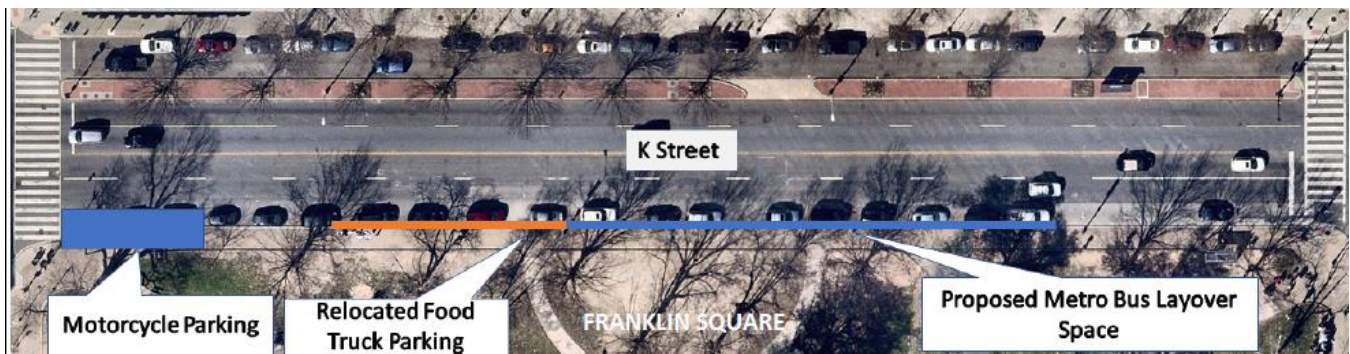 K Street
Motorcycle Parking
Relocated Food
Truck Parking
FRANKLIN SQUARE
Proposed Metro Bus Layover
Space